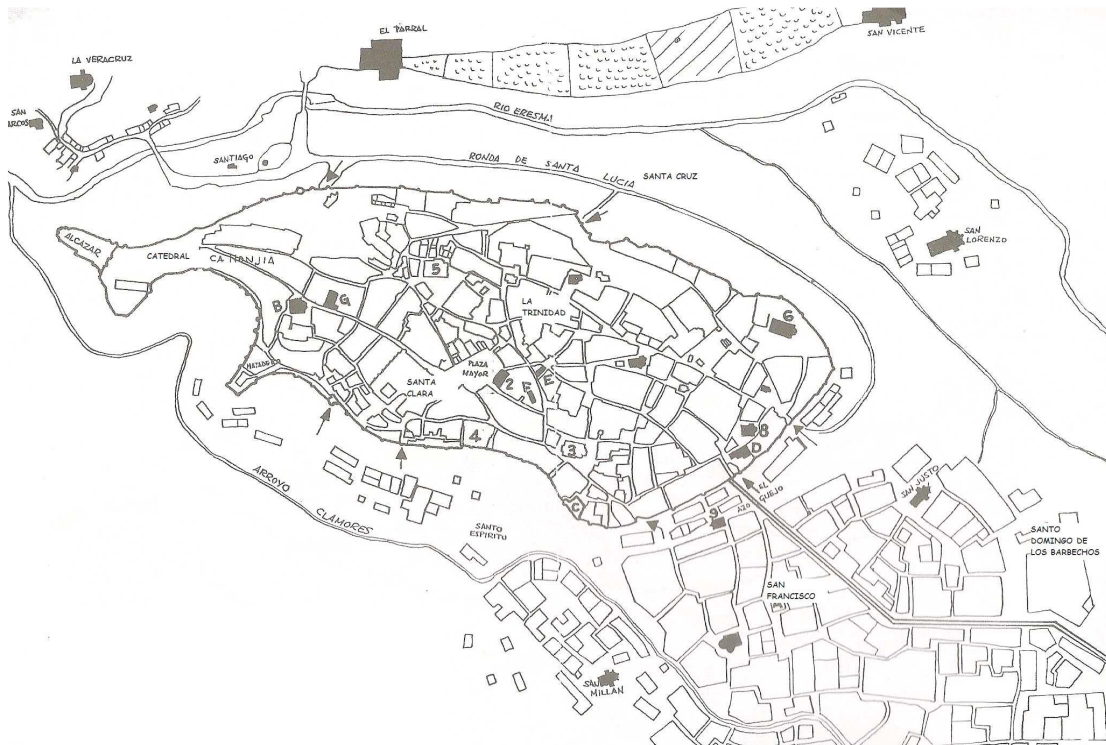 EL PARRAL
SAN VICENTE
LA VERACRUZ
SAN
ARCOS
RIO ERESMA
SANTIAGO
RONDA DE SANTA LUCIA
SANTA CRUZ
SAN
LORENZO
ALCAZAR
CATEDRAL
CANONJIA
5
B
G
LA
TRINIDAD
6
PLAZA
MAYOR
2
E
F
SANTA
CLARA
4
3
8
D
C
EL
QUEJO
9
AZO
SAN JUSTO
ARROYO
CLAMORES
SANTO
ESPIRITU
SANTO
DOMINGO DE
LOS BARBECHOS
SAN
FRANCISCO
SAN
MILLAN